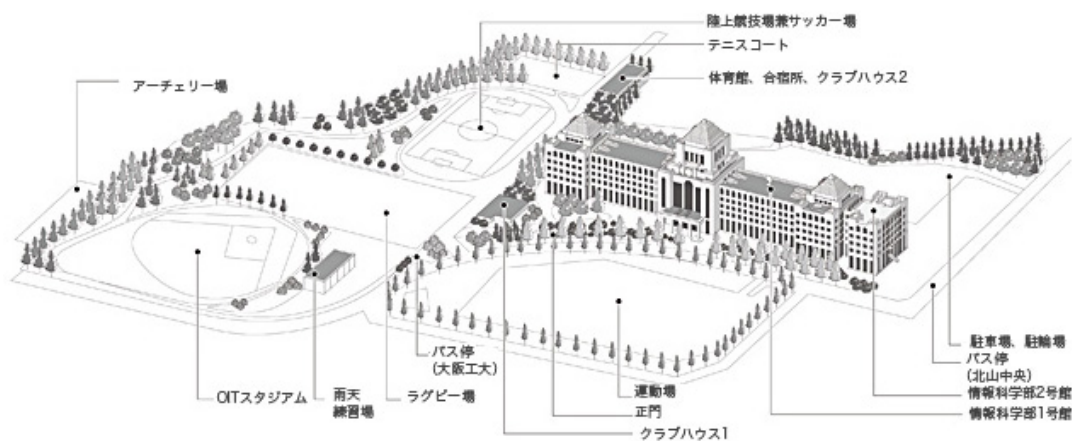 陸上競技場兼サッカー場
テニスコート
体育館、合宿所、クラブハウス2
アーチェリー場
駐車場、駐輪場
バス停
(北山中央)
情報科学部2号館
情報科学部1号館
バス停
(大阪工大)
運動場
正門
クラブハウス1
ラグビー場
雨天
練習場
OITスタジアム